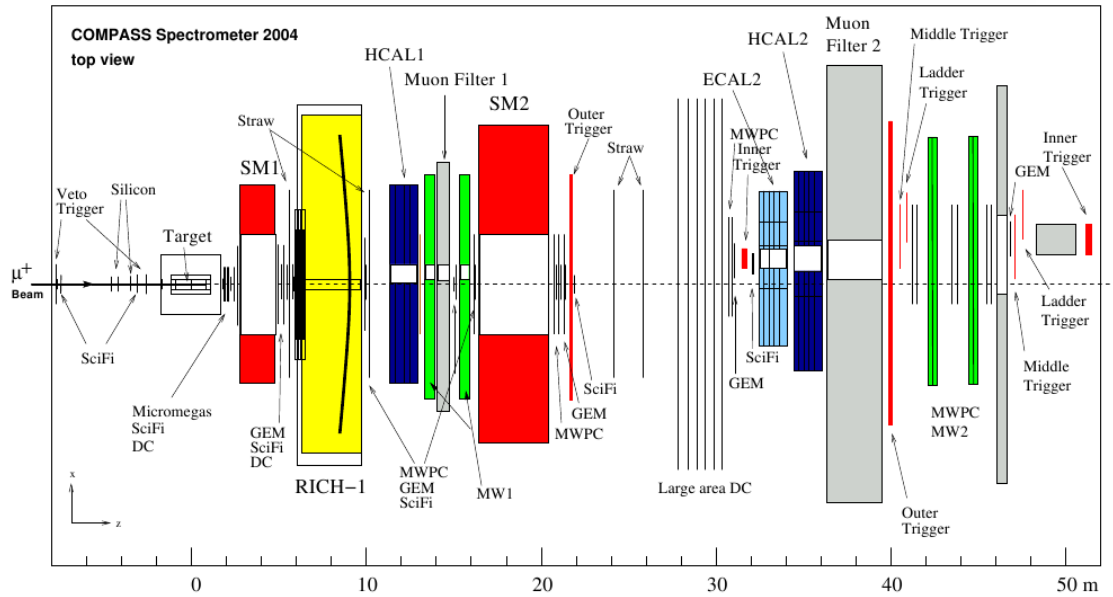 COMPASS Spectrometer 2004
top view
HCAL1
Muon Filter 1
SM2
Outer
Trigger
Straw
MWPC
Inner
Trigger
ECAL2
HCAL2
Muon
Filter 2
Middle Trigger
Ladder
Trigger
Inner
Trigger
GEM
Straw
SM1
Veto
Trigger
Silicon
Target
μ+
Beam
SciFi
Micromegas
SciFi
DC
GEM
SciFi
DC
RICH-1
MWPC
GEM
SciFi
MW1
MWPC
GEM
SciFi
Large area DC
GEM
SciFi
Outer
Trigger
MWPC
MW2
Middle
Trigger
Ladder
Trigger
x
z
0 10 20 30 40 50 m